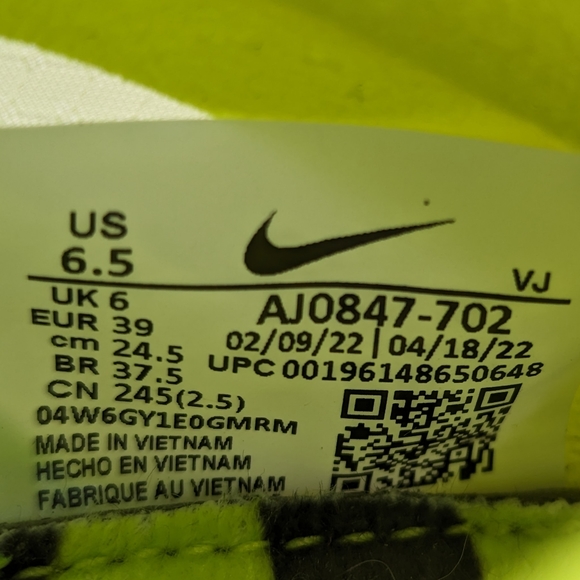 US
6.5
VJ
UK 6
EUR 39
cm 24.5
BR 37.5
CN 245(2.5)
AJ0847-702
02/09/22 | 04/18/22
UPC 00196148650648
04W6GY1E0GMRM
MADE IN VIETNAM
HECHO EN VIETNAM
FABRIQUE AU VIETNAM